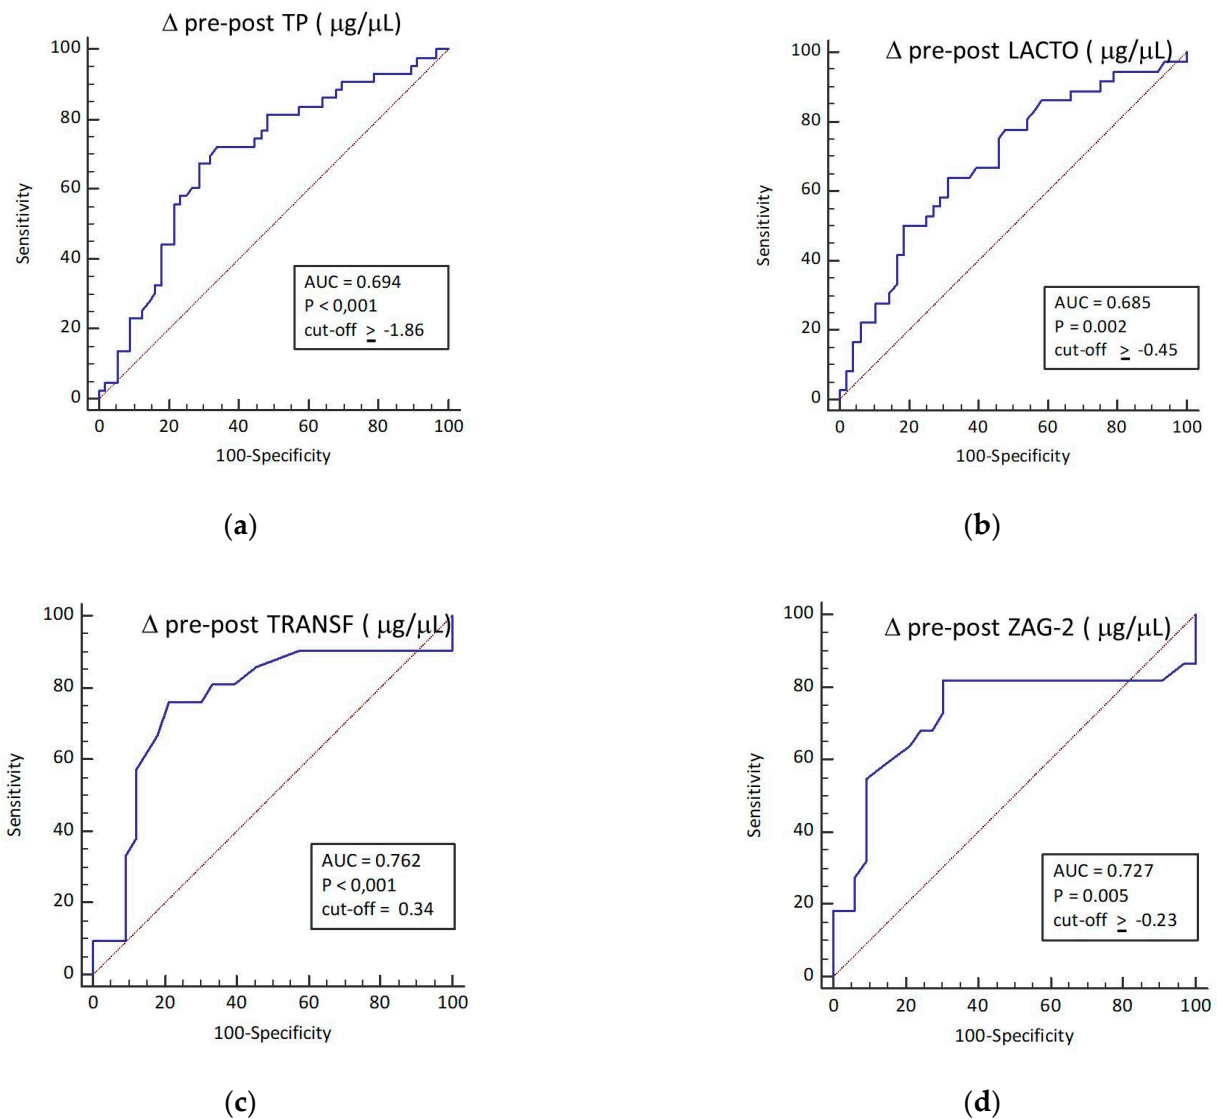 Δ pre-post TP ( μg/μL)
100
80
60
40
20
0
Sensitivity
AUC = 0.694
P < 0,001
cut-off ≥ -1.86
0 20 40 60 80 100
100-Specificity
(a)
Δ pre-post LACTO ( μg/μL)
100
80
60
40
20
0
Sensitivity
AUC = 0.685
P = 0.002
cut-off ≥ -0.45
0 20 40 60 80 100
100-Specificity
(b)
Δ pre-post TRANSF ( μg/μL)
100
80
60
40
20
0
Sensitivity
AUC = 0.762
P < 0,001
cut-off = 0.34
0 20 40 60 80 100
100-Specificity
(c)
Δ pre-post ZAG-2 ( μg/μL)
100
80
60
40
20
0
Sensitivity
AUC = 0.727
P = 0.005
cut-off ≥ -0.23
0 20 40 60 80 100
100-Specificity
(d)